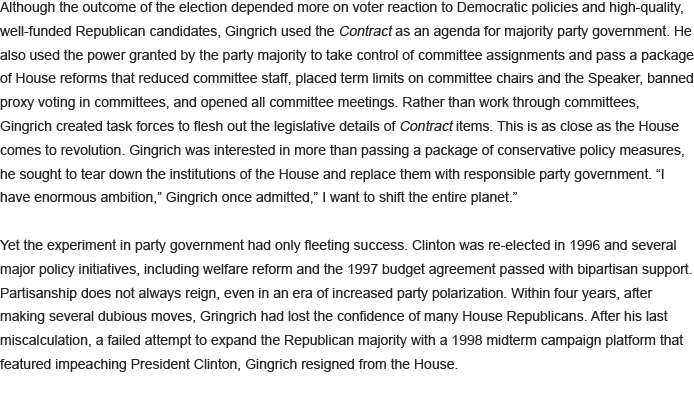 Although the outcome of the election depended more on voter reaction to Democratic policies and high-quality,
well-funded Republican candidates, Gingrich used the Contract as an agenda for majority party government. He
also used the power granted by the party majority to take control of committee assignments and pass a package
of House reforms that reduced committee staff, placed term limits on committee chairs and the Speaker, banned
proxy voting in committees, and opened all committee meetings. Rather than work through committees,
Gingrich created task forces to flesh out the legislative details of Contract items. This is as close as the House
comes to revolution. Gingrich was interested in more than passing a package of conservative policy measures,
he sought to tear down the institutions of the House and replace them with responsible party government. “I
have enormous ambition,” Gingrich once admitted,” I want to shift the entire planet.”
Yet the experiment in party government had only fleeting success. Clinton was re-elected in 1996 and several
major policy initiatives, including welfare reform and the 1997 budget agreement passed with bipartisan support.
Partisanship does not always reign, even in an era of increased party polarization. Within four years, after
making several dubious moves, Gringrich had lost the confidence of many House Republicans. After his last
miscalculation, a failed attempt to expand the Republican majority with a 1998 midterm campaign platform that
featured impeaching President Clinton, Gingrich resigned from the House.